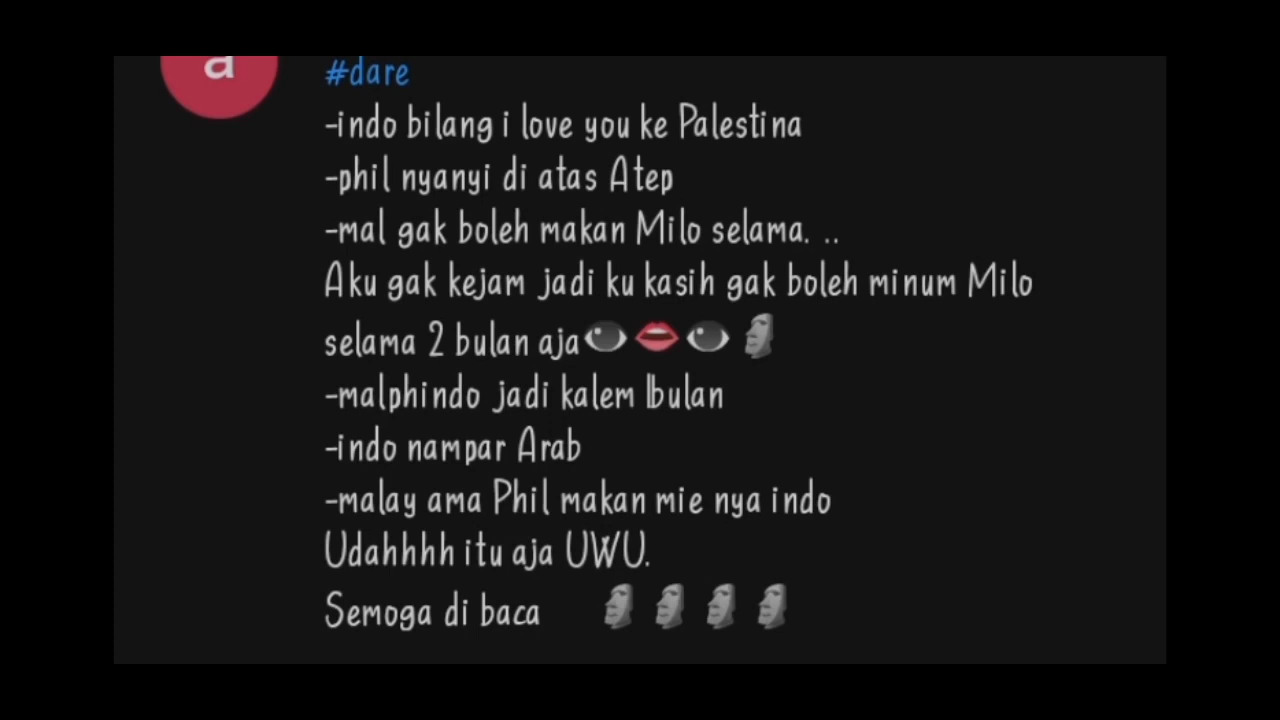 a
#dare
-indo bilang i love you ke Palestina
-phil nyanyi di atas Atep
-mal gak boleh makan Milo selama. ..
Aku gak kejam jadi ku kasih gak boleh minum Milo
selama 2 bulan aja👁️👄👁️🗿
-malphindo jadi kalem 1bulan
-indo nampar Arab
-malay ama Phil makan mie nya indo
Udahhhh itu aja UWU.
Semoga di baca 🗿🗿🗿🗿